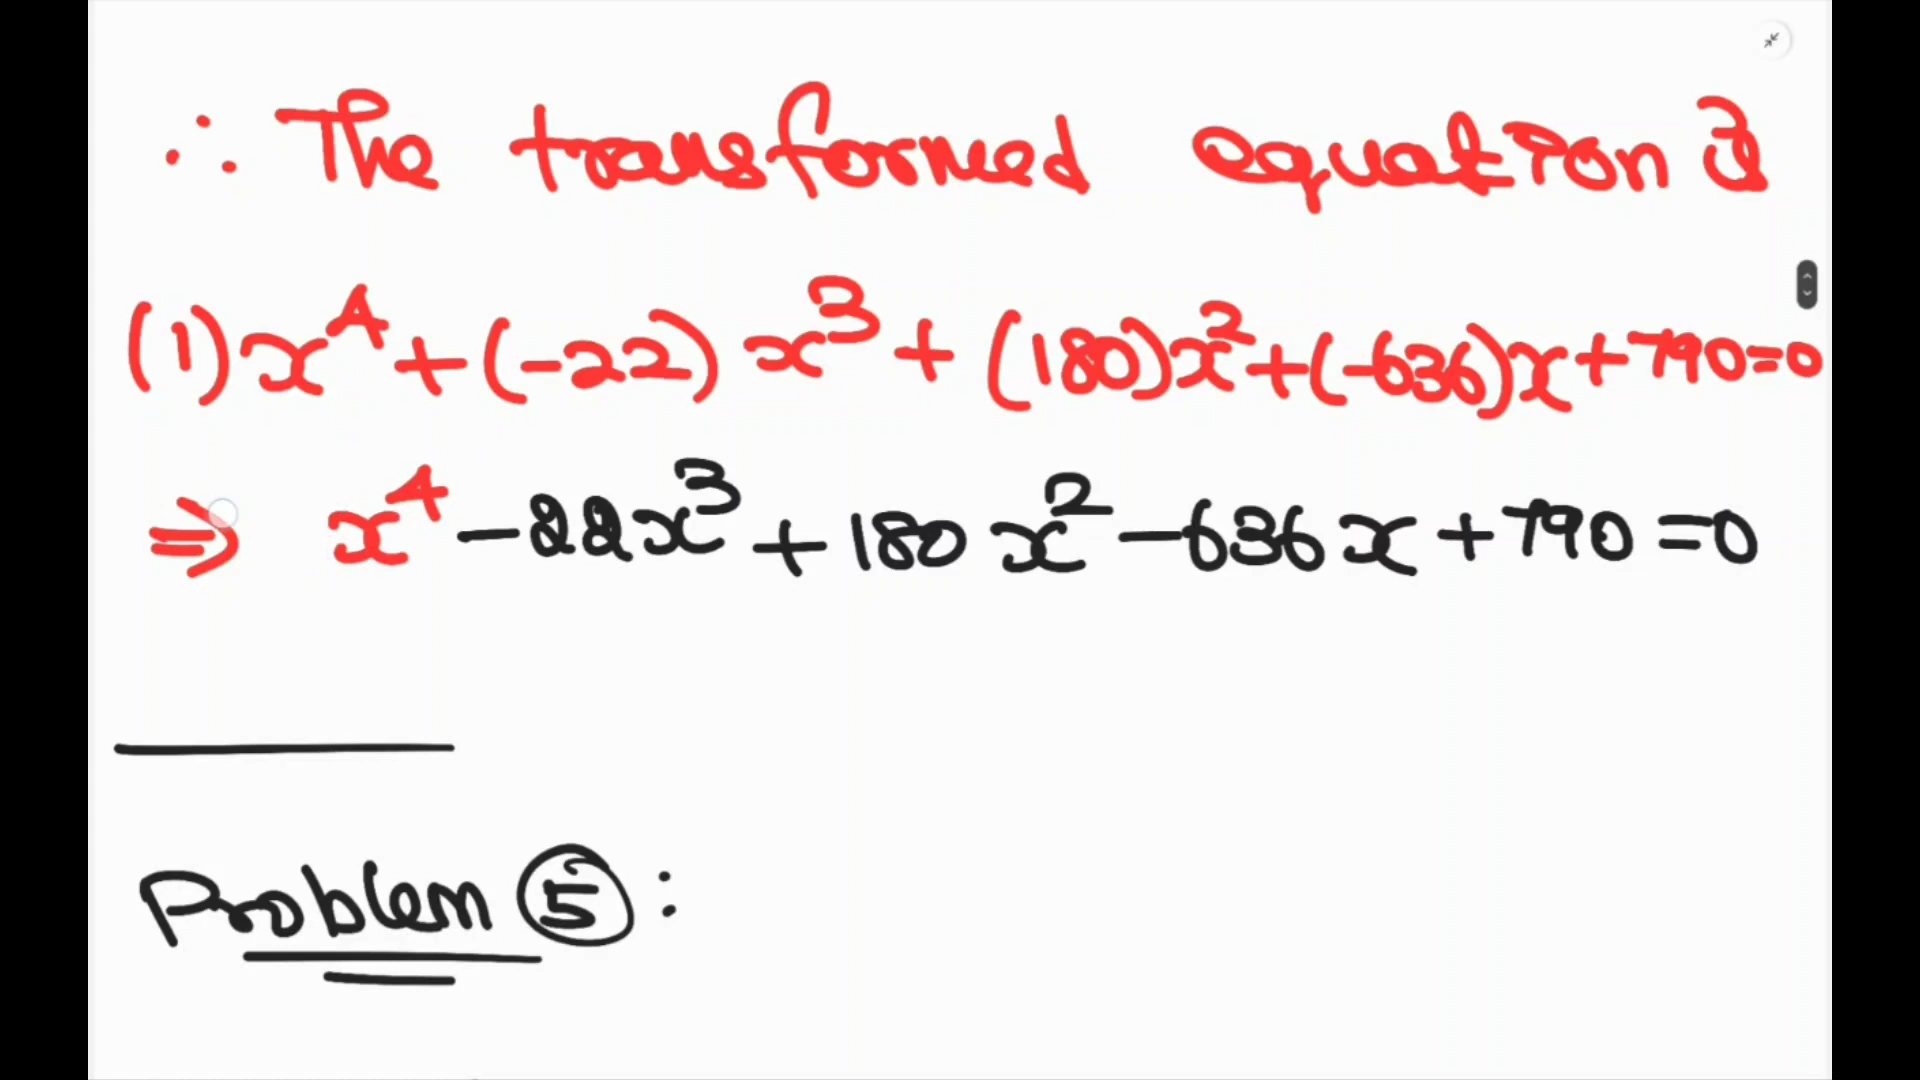 ∴ The transformed equation is
(1)x⁴+(-22)x³+(180)x²+(-636)x+790=0
⇒ x⁴-22x³+180x²-636x+790=0
Problem ⑤: